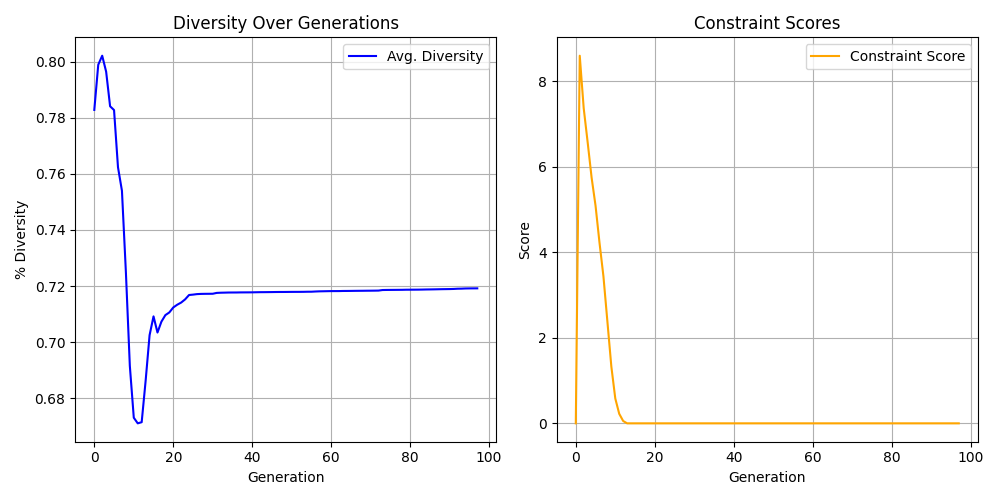 Diversity Over Generations
Avg. Diversity
% Diversity
0.80
0.78
0.76
0.74
0.72
0.70
0.68
0 20 40 60 80 100
Generation
Constraint Scores
Constraint Score
Score
8
6
4
2
0
0 20 40 60 80 100
Generation